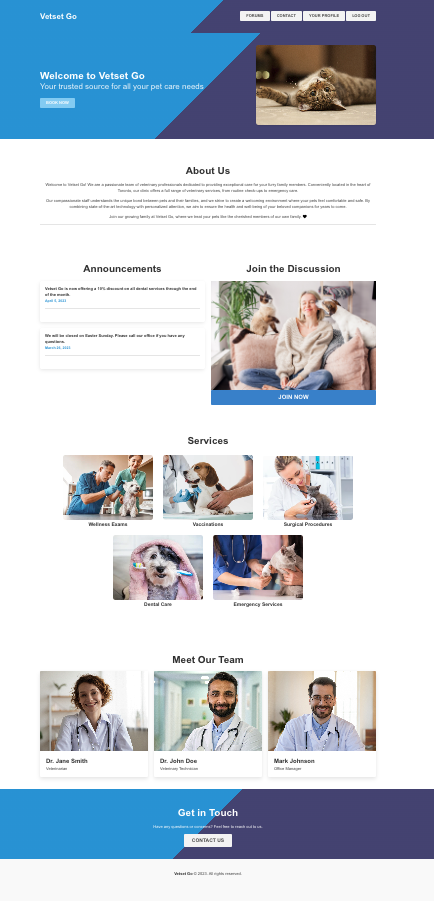 Vetset Go
FORUMS
CONTACT
YOUR PROFILE
LOG OUT
Welcome to Vetset Go
Your trusted source for all your pet care needs
BOOK NOW
About Us
Welcome to Vetset Go! We are a passionate team of veterinary professionals dedicated to providing exceptional care for your furry family members. Conveniently located in the heart of
Toronto, our clinic offers a full range of veterinary services, from routine check-ups to emergency care.
Our compassionate staff understands the unique bond between pets and their families, and we strive to create a welcoming environment where your pets feel comfortable and safe. By
combining state-of-the-art technology with personalized attention, we aim to ensure the health and well-being of your beloved companions for years to come.
Join our growing family at Vetset Go, where we treat your pets like the cherished members of our own family. 🖤
Announcements
Vetset Go is now offering a 10% discount on all dental services through the end
of the month.
April 3, 2023
We will be closed on Easter Sunday. Please call our office if you have any
questions.
March 22, 2023
Join the Discussion
JOIN NOW
Services
Wellness Exams
Vaccinations
Surgical Procedures
Dental Care
Emergency Services
Meet Our Team
Dr. Jane Smith
Veterinarian
Dr. John Doe
Veterinary Technician
Mark Johnson
Office Manager
Get in Touch
Have any questions or concerns? Feel free to reach out to us.
CONTACT US
Vetset Go © 2023. All rights reserved.